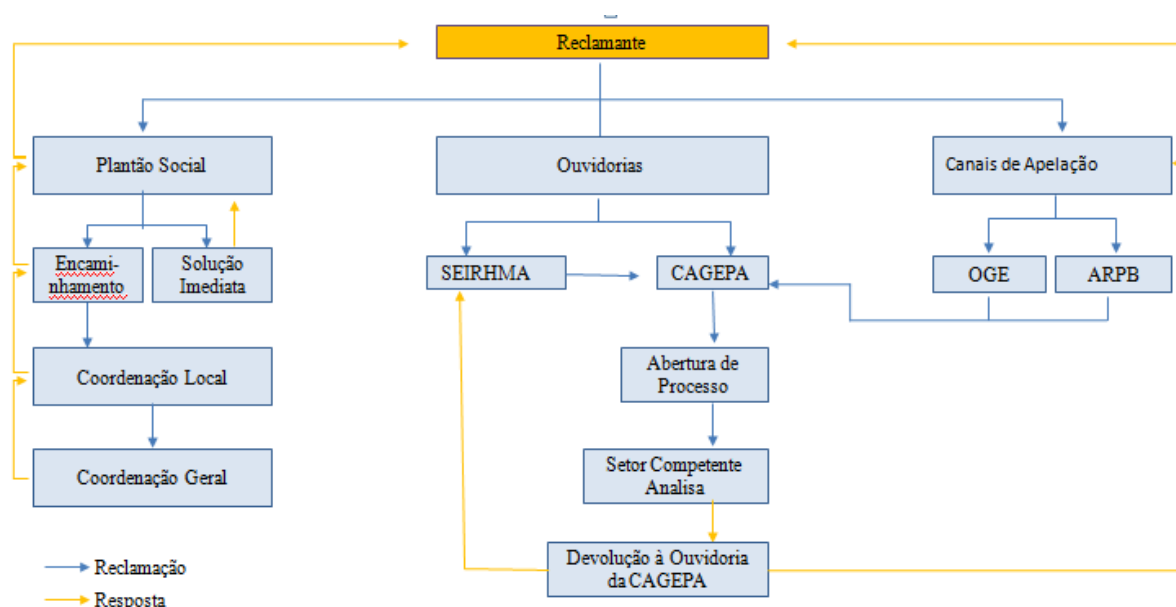 Reclamante
Plantão Social
Ouvidorias
Canais de Apelação
Encami-
nhamento
Solução
Imediata
SEIRHMA
CAGEPA
OGE
ARPB
Abertura de
Processo
Coordenação Local
Coordenação Geral
Setor Competente
Analisa
Devolução à Ouvidoria
da CAGEPA
Reclamação
Resposta